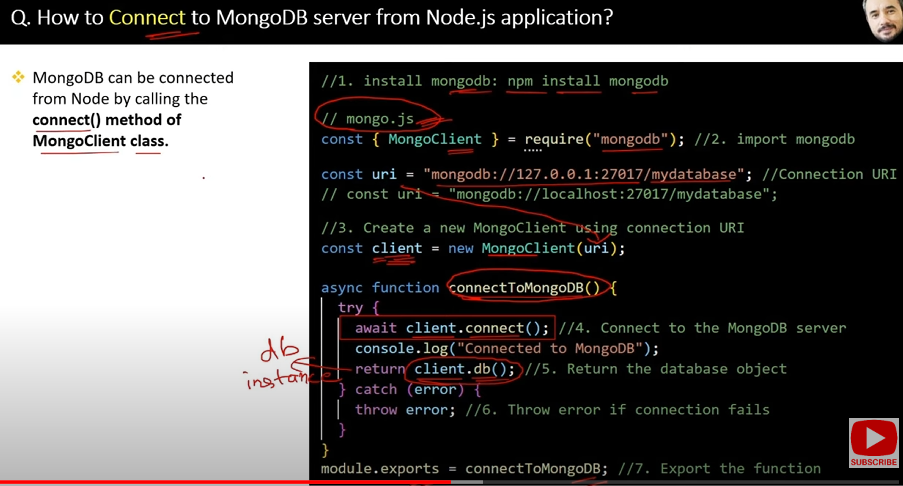 Q. How to Connect to MongoDB server from Node.js application?
❖ MongoDB can be connected
from Node by calling the
connect() method of
MongoClient class.
//1. install mongodb: npm install mongodb
// mongo.js
const { MongoClient } = require("mongodb"); //2. import mongodb
const uri = "mongodb://127.0.0.1:27017/mydatabase"; //Connection URI
// const uri = "mongodb://localhost:27017/mydatabase";
//3. Create a new MongoClient using connection URI
const client = new MongoClient(uri);
async function connectToMongoDB() {
try {
await client.connect(); //4. Connect to the MongoDB server
console.log("Connected to MongoDB");
return client.db(); //5. Return the database object
} catch (error) {
throw error; //6. Throw error if connection fails
}
}
module.exports = connectToMongoDB; //7. Export the function
db
instance
SUBSCRIBE